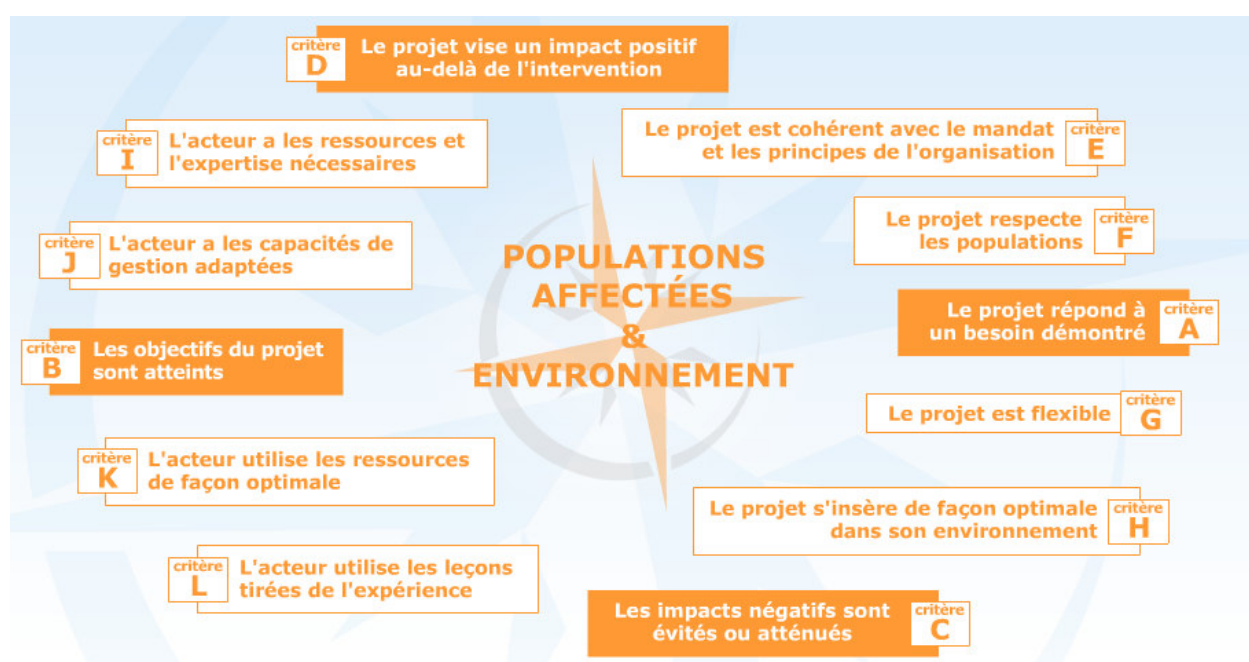 critère
D
Le projet vise un impact positif
au-delà de l'intervention
critère
I
L'acteur a les ressources et
l'expertise nécessaires
Le projet est cohérent avec le mandat
et les principes de l'organisation
critère
E
critère
J
L'acteur a les capacités de
gestion adaptées
Le projet respecte
les populations
critère
F
POPULATIONS
AFFECTÉES
&
ENVIRONNEMENT
Le projet répond à
un besoin démontré
critère
A
critère
B
Les objectifs du projet
sont atteints
Le projet est flexible
critère
G
critère
K
L'acteur utilise les ressources
de façon optimale
Le projet s'insère de façon optimale
dans son environnement
critère
H
critère
L
L'acteur utilise les leçons
tirées de l'expérience
Les impacts négatifs sont
évités ou atténués
critère
C